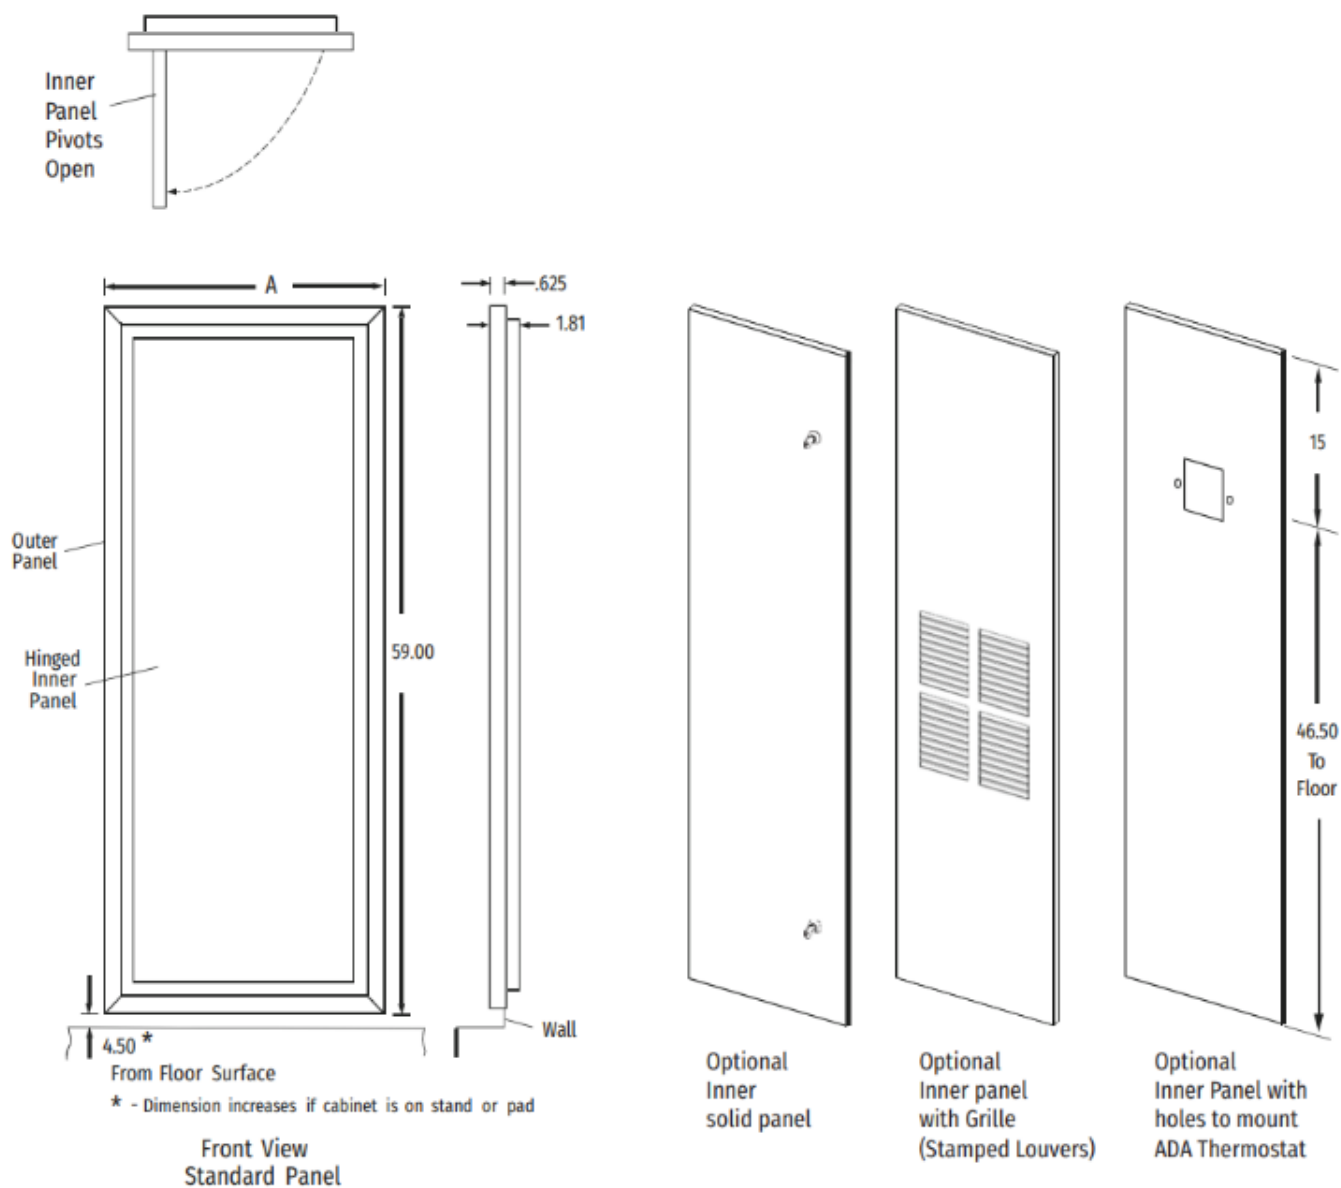 Inner
Panel
Pivots
Open
A
.625
1.81
Outer
Panel
Hinged
Inner
Panel
59.00
15
46.50
To
Floor
4.50 *
From Floor Surface
* - Dimension increases if cabinet is on stand or pad
Wall
Front View
Standard Panel
Optional
Inner
solid panel
Optional
Inner panel
with Grille
(Stamped Louvers)
Optional
Inner Panel with
holes to mount
ADA Thermostat